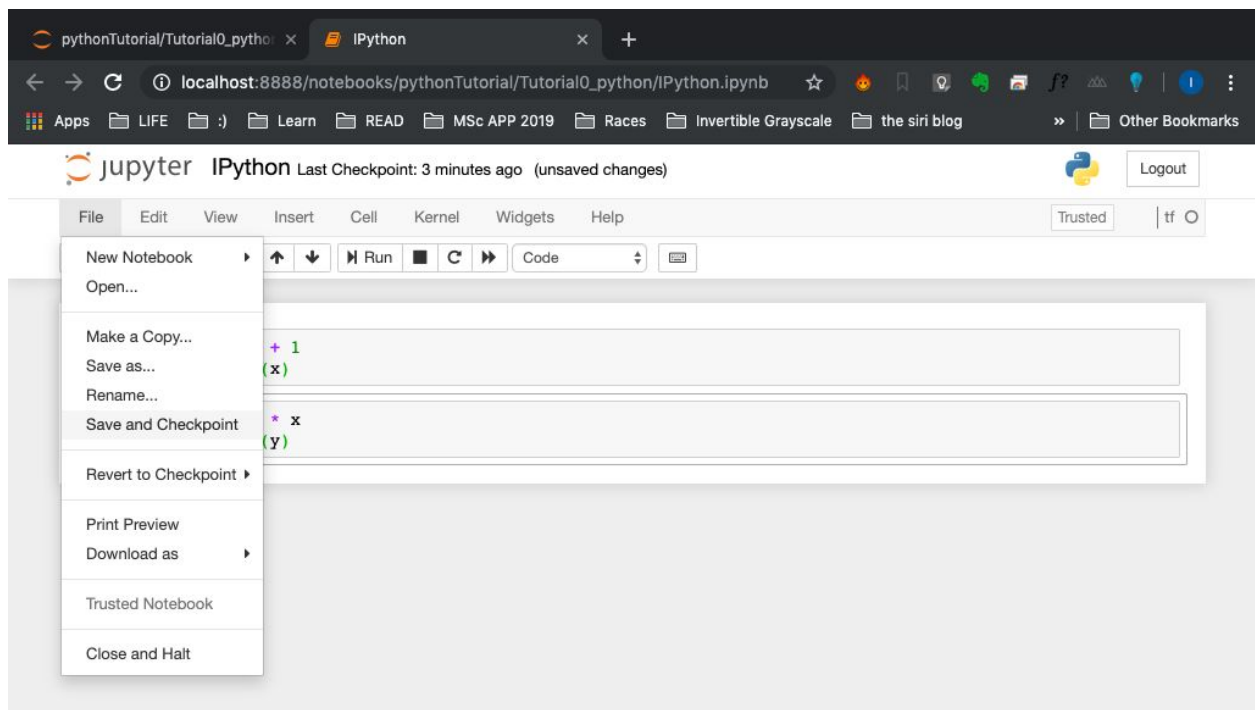 pythonTutorial/Tutorial0_pytho
IPython
localhost:8888/notebooks/pythonTutorial/Tutorial0_python/IPython.ipynb
f?
I
Apps LIFE :) Learn READ MSc APP 2019 Races Invertible Grayscale the siri blog » Other Bookmarks
jupyter IPython Last Checkpoint: 3 minutes ago (unsaved changes)
Logout
File Edit View Insert Cell Kernel Widgets Help
Trusted
tf
Run
Code
New Notebook
Open...
Make a Copy...
Save as...
Rename...
Save and Checkpoint
Revert to Checkpoint
Print Preview
Download as
Trusted Notebook
Close and Halt
+ 1
(x)
* x
(y)